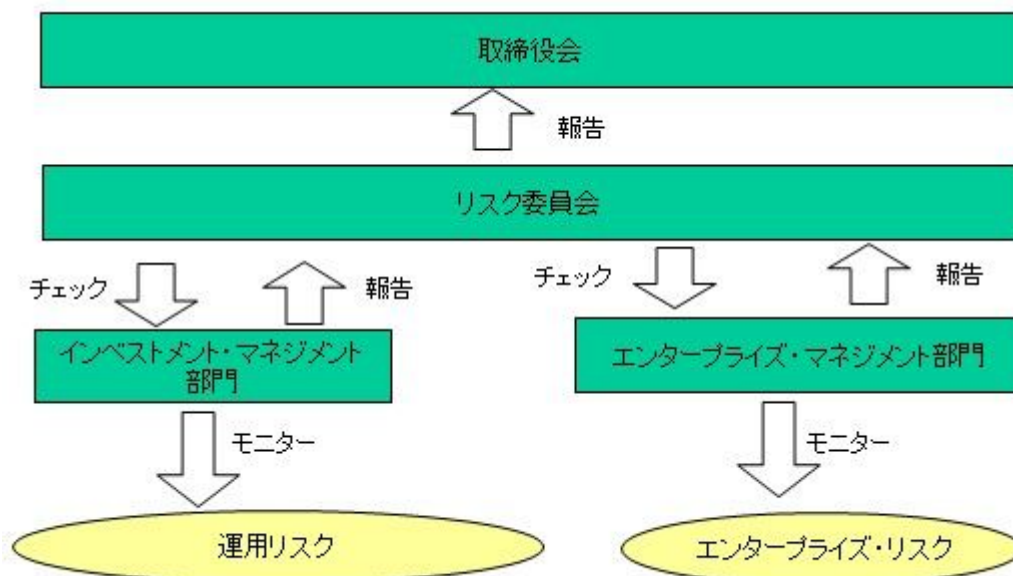 取締役会
報告
リスク委員会
チェック
報告
チェック
報告
インベストメント・マネジメント
部門
エンタープライズ・マネジメント部門
モニター
モニター
運用リスク
エンタープライズ・リスク